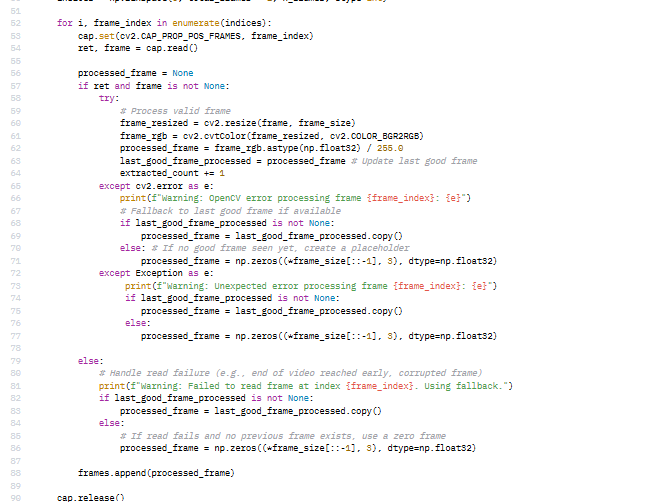 51
52 for i, frame_index in enumerate(indices):
53 cap.set(cv2.CAP_PROP_POS_FRAMES, frame_index)
54 ret, frame = cap.read()
55
56 processed_frame = None
57 if ret and frame is not None:
58 try:
59 # Process valid frame
60 frame_resized = cv2.resize(frame, frame_size)
61 frame_rgb = cv2.cvtColor(frame_resized, cv2.COLOR_BGR2RGB)
62 processed_frame = frame_rgb.astype(np.float32) / 255.0
63 last_good_frame_processed = processed_frame # Update last good frame
64 extracted_count += 1
65 except cv2.error as e:
66 print(f"Warning: OpenCV error processing frame {frame_index}: {e}")
67 # Fallback to last good frame if available
68 if last_good_frame_processed is not None:
69 processed_frame = last_good_frame_processed.copy()
70 else: # If no good frame seen yet, create a placeholder
71 processed_frame = np.zeros((*frame_size[::-1], 3), dtype=np.float32)
72 except Exception as e:
73 print(f"Warning: Unexpected error processing frame {frame_index}: {e}")
74 if last_good_frame_processed is not None:
75 processed_frame = last_good_frame_processed.copy()
76 else:
77 processed_frame = np.zeros((*frame_size[::-1], 3), dtype=np.float32)
78
79 else:
80 # Handle read failure (e.g., end of video reached early, corrupted frame)
81 print(f"Warning: Failed to read frame at index {frame_index}. Using fallback.")
82 if last_good_frame_processed is not None:
83 processed_frame = last_good_frame_processed.copy()
84 else:
85 # If read fails and no previous frame exists, use a zero frame
86 processed_frame = np.zeros((*frame_size[::-1], 3), dtype=np.float32)
87
88 frames.append(processed_frame)
89
90 cap.release()